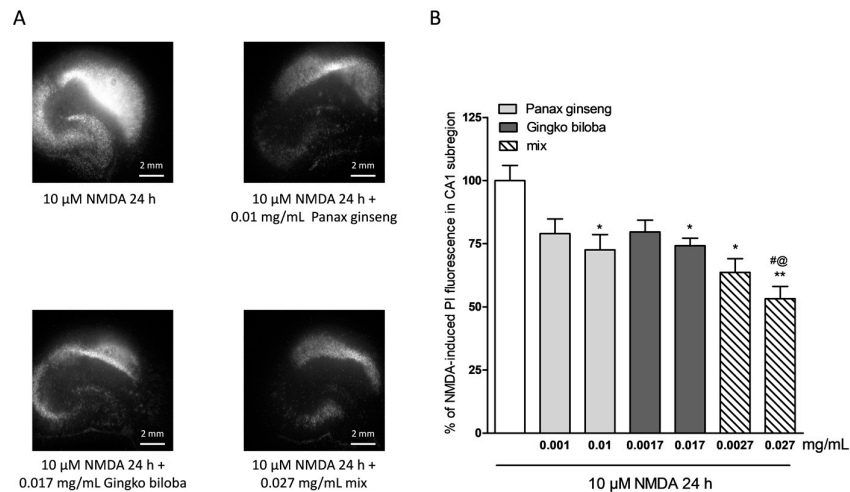 A
2 mm
2 mm
10 µM NMDA 24 h
10 µM NMDA 24 h +
0.01 mg/mL Panax ginseng
2 mm
2 mm
10 µM NMDA 24 h +
0.017 mg/mL Gingko biloba
10 µM NMDA 24 h +
0.027 mg/mL mix
B
Panax ginseng
Gingko biloba
mix
% of NMDA-induced PI fluorescence in CA1 subregion
125
100
75
50
25
0
*
*
*
#@
**
0.001 0.01 0.0017 0.017 0.0027 0.027 mg/mL
10 µM NMDA 24 h